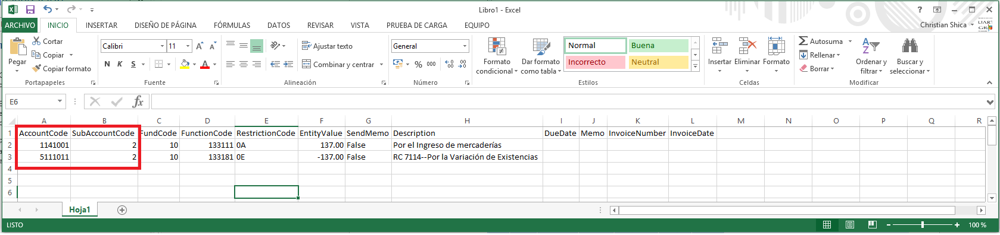 Libro1 - Excel
ARCHIVO INICIO INSERTAR DISEÑO DE PÁGINA FÓRMULAS DATOS REVISAR VISTA PRUEBA DE CARGA EQUIPO Christian Shica
Pegar
Cortar
Copiar
Copiar formato
Portapapeles
Calibri 11
N K S
Fuente
Ajustar texto
Combinar y centrar
Alineación
General
% 000
Número
Formato condicional
Dar formato como tabla
Normal Buena
Incorrecto Neutral
Estilos
Insertar Eliminar Formato
Celdas
Autosuma
Rellenar
Borrar
Ordenar y filtrar
Buscar y seleccionar
Modificar
E6 fx
A B C D E F G H I J K L M N O P Q R
1 AccountCode SubAccountCode FundCode FunctionCode RestrictionCode EntityValue SendMemo Description DueDate Memo InvoiceNumber InvoiceDate
2 1141001 2 10 133111 0A 137.00 False Por el Ingreso de mercaderías
3 5111011 2 10 133181 0E -137.00 False RC 7114--Por la Variación de Existencias
4
5
6
Hoja1
LISTO 100 %